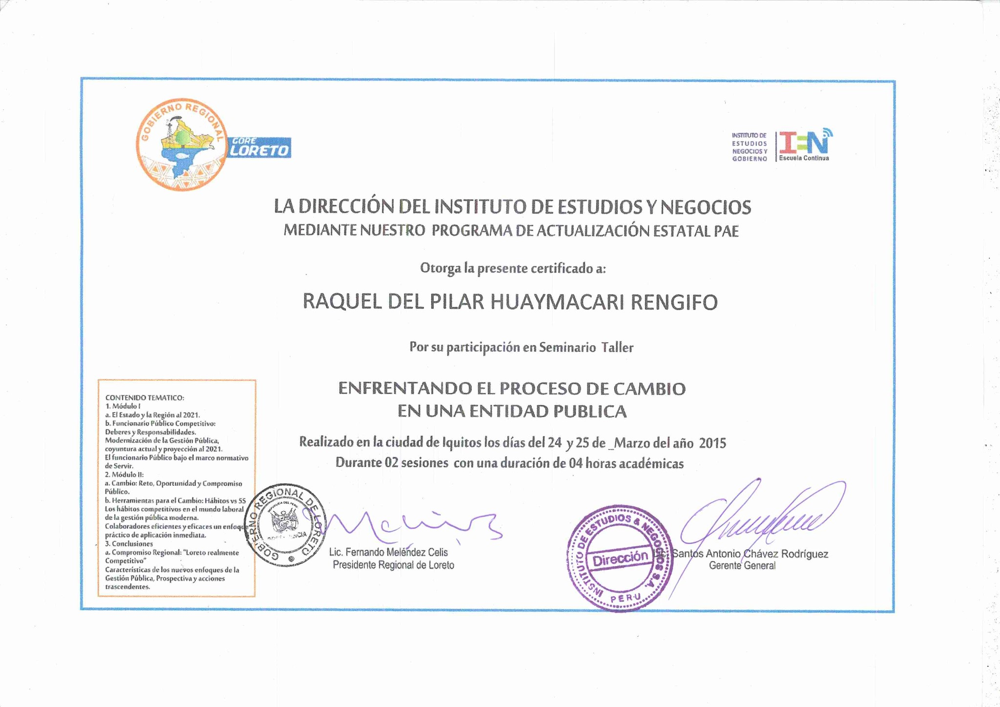 GOBIERNO REGIONAL
GORE
LORETO
INSTITUTO DE
ESTUDIOS
NEGOCIOS Y
GOBIERNO
IEN
Escuela Continua
LA DIRECCIÓN DEL INSTITUTO DE ESTUDIOS Y NEGOCIOS
MEDIANTE NUESTRO PROGRAMA DE ACTUALIZACIÓN ESTATAL PAE
Otorga la presente certificado a:
RAQUEL DEL PILAR HUAYMACARI RENGIFO
Por su participación en Seminario Taller
ENFRENTANDO EL PROCESO DE CAMBIO
EN UNA ENTIDAD PUBLICA
Realizado en la ciudad de Iquitos los días del 24 y 25 de _Marzo del año 2015
Durante 02 sesiones con una duración de 04 horas académicas
CONTENIDO TEMATICO:
1. Módulo I
a. El Estado y la Región al 2021.
b. Funcionario Público Competitivo:
Deberes y Responsabilidades.
Modernización de la Gestión Pública,
coyuntura actual y proyección al 2021.
El funcionario Público bajo el marco normativo
de Servir.
2. Módulo II:
a. Cambio: Reto, Oportunidad y Compromiso
Público.
b. Herramientas para el Cambio: Hábitos vs 5S
Los hábitos competitivos en el mundo laboral
de la gestión pública moderna.
Colaboradores eficientes y eficaces un enfoque
práctico de aplicación inmediata.
3. Conclusiones
a. Compromiso Regional: "Loreto realmente
Competitivo"
Características de los nuevos enfoques de la
Gestión Pública, Prospectiva y acciones
trascendentes.
GOBIERNO REGIONAL DE LORETO
REPUBLICA DEL PERU
Lic. Fernando Meléndez Celis
Presidente Regional de Loreto
INSTITUTO DE ESTUDIOS & NEGOCIOS S.A.
Dirección
PERU
Santos Antonio Chávez Rodríguez
Gerente General